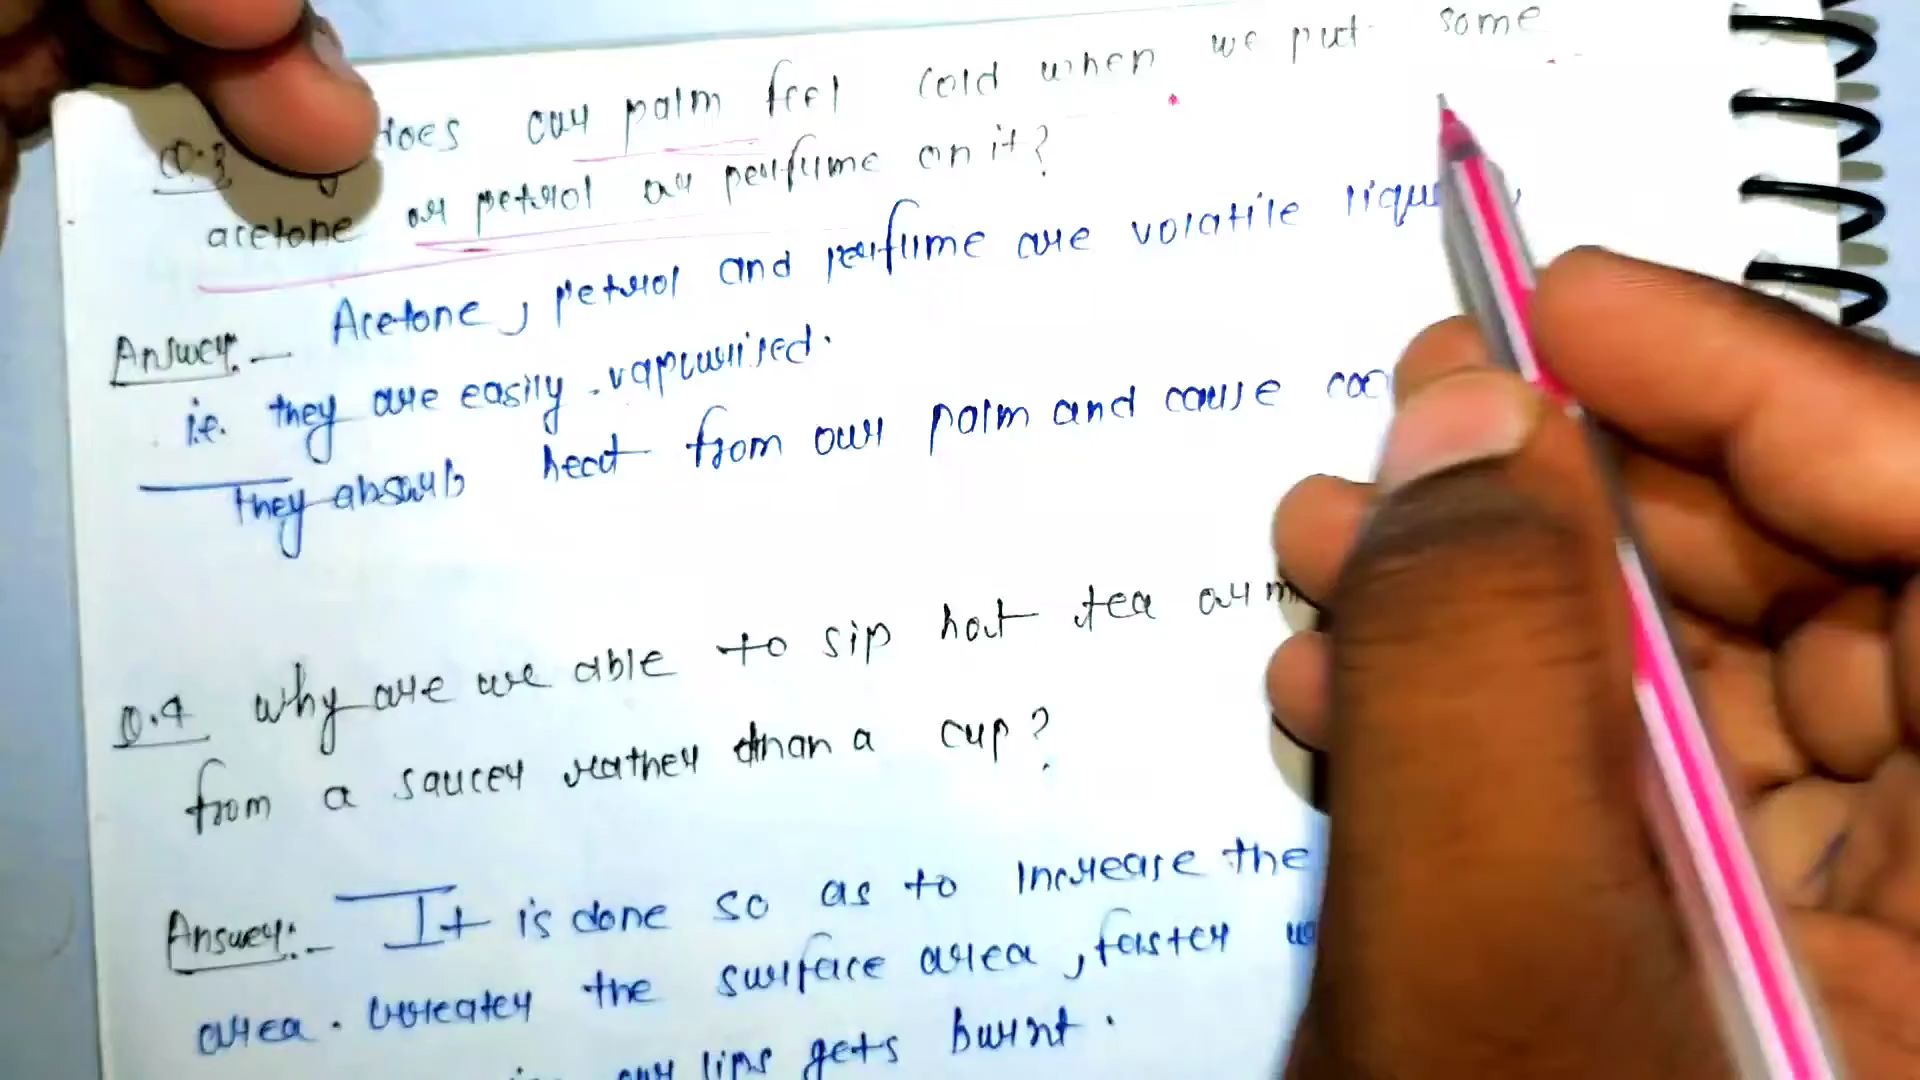 Q.3 does our palm feel cold when we put some
acetone or petrol or perfume on it?
Answer:- Acetone, petrol and perfume are volatile
i.e. they are easily vapourised.
They absorb heat from our palm and cause
Q.4 Why are we able to sip hot tea or
from a saucer rather than a cup?
Answer:- It is done so as to increase the
area. Greater the surface area, faster
our lips gets burnt.